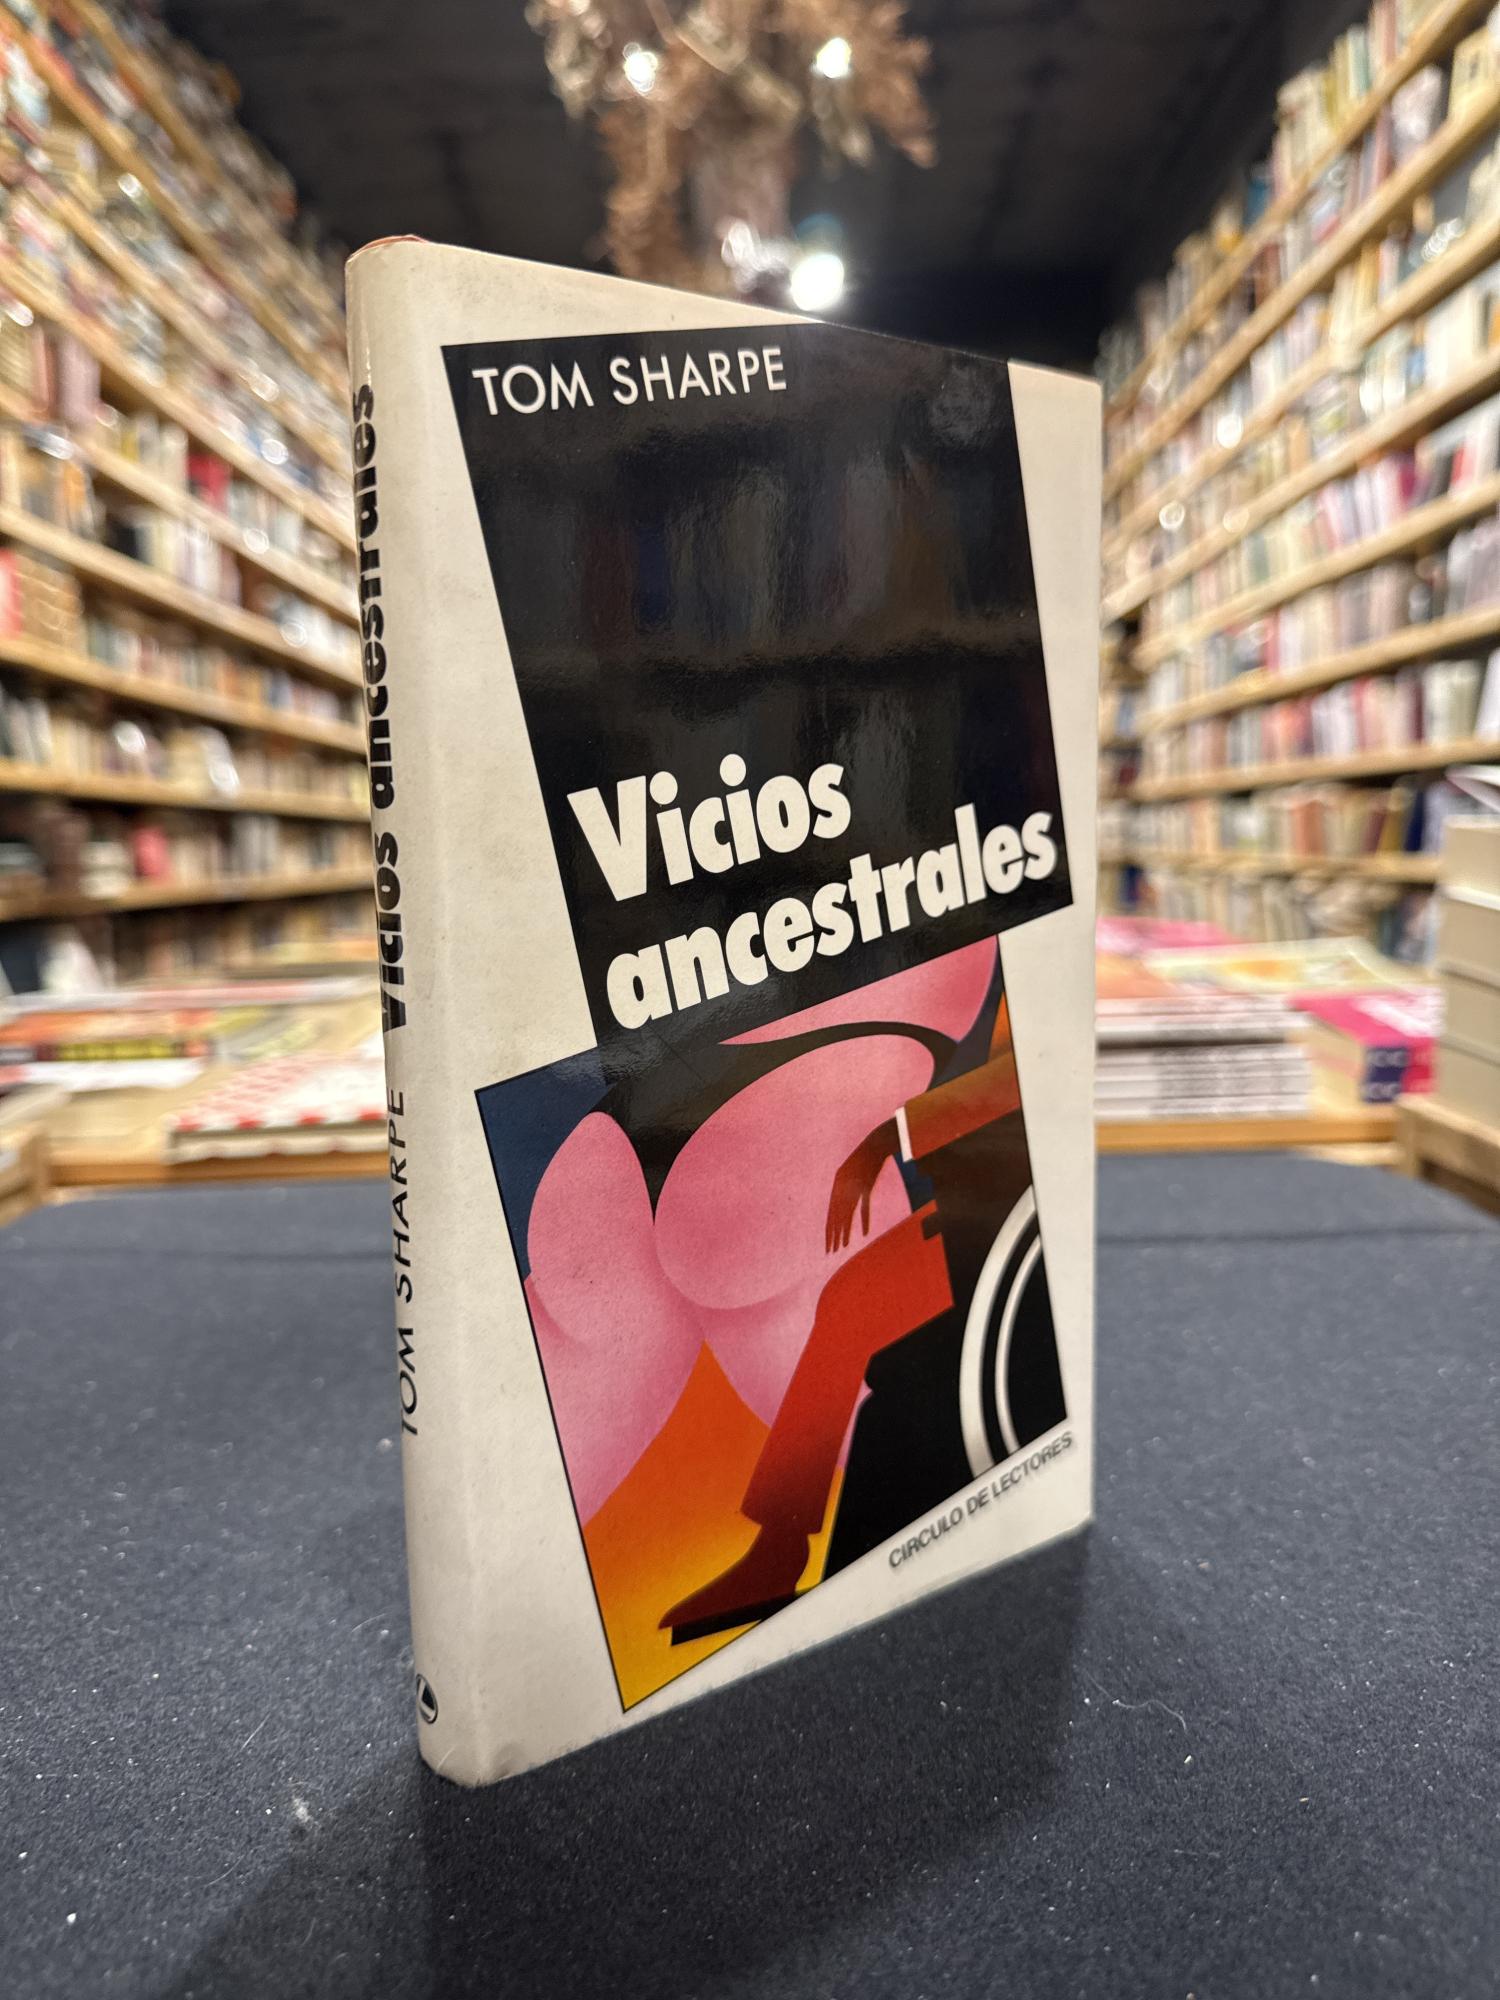 TOM SHARPE
Vicios
ancestrales
CIRCULO DE LECTORES
TOM SHARPE Vicios ancestrales